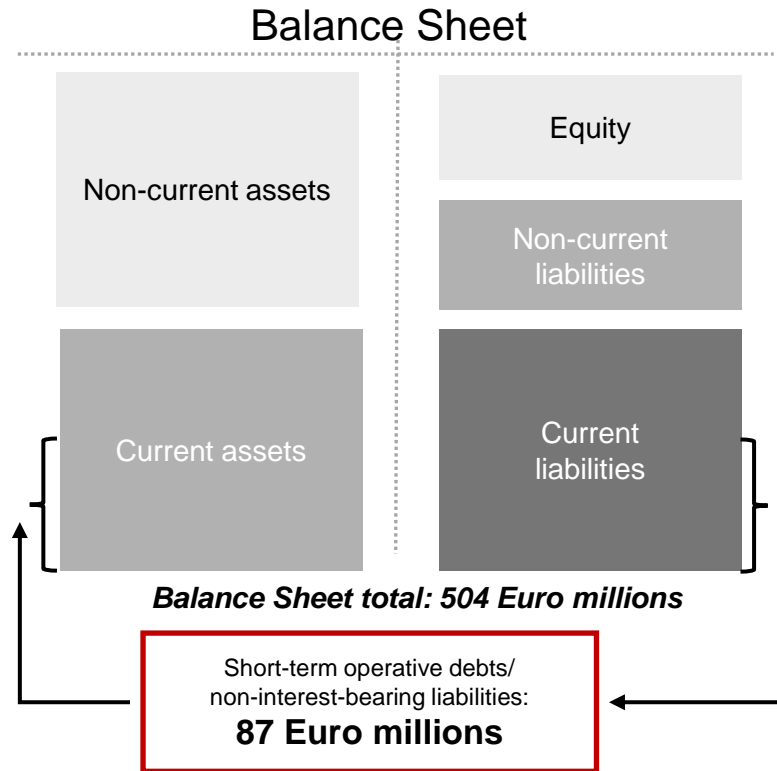 Balance Sheet
Non-current assets
Equity
Non-current
liabilities
Current assets
Current
liabilities
Balance Sheet total: 504 Euro millions
Short-term operative debts/
non-interest-bearing liabilities:
87 Euro millions